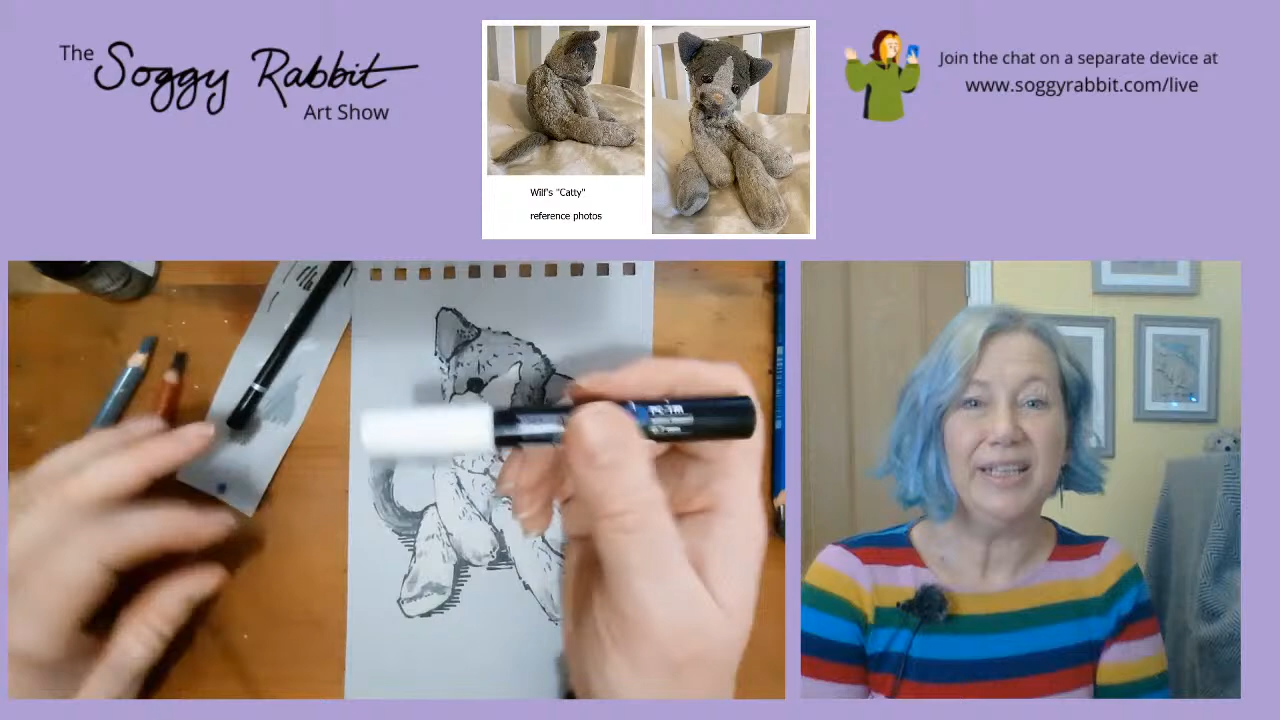 The
Soggy Rabbit
Art Show
Wilf's "Catty"
reference photos
Join the chat on a separate device at
www.soggyrabbit.com/live